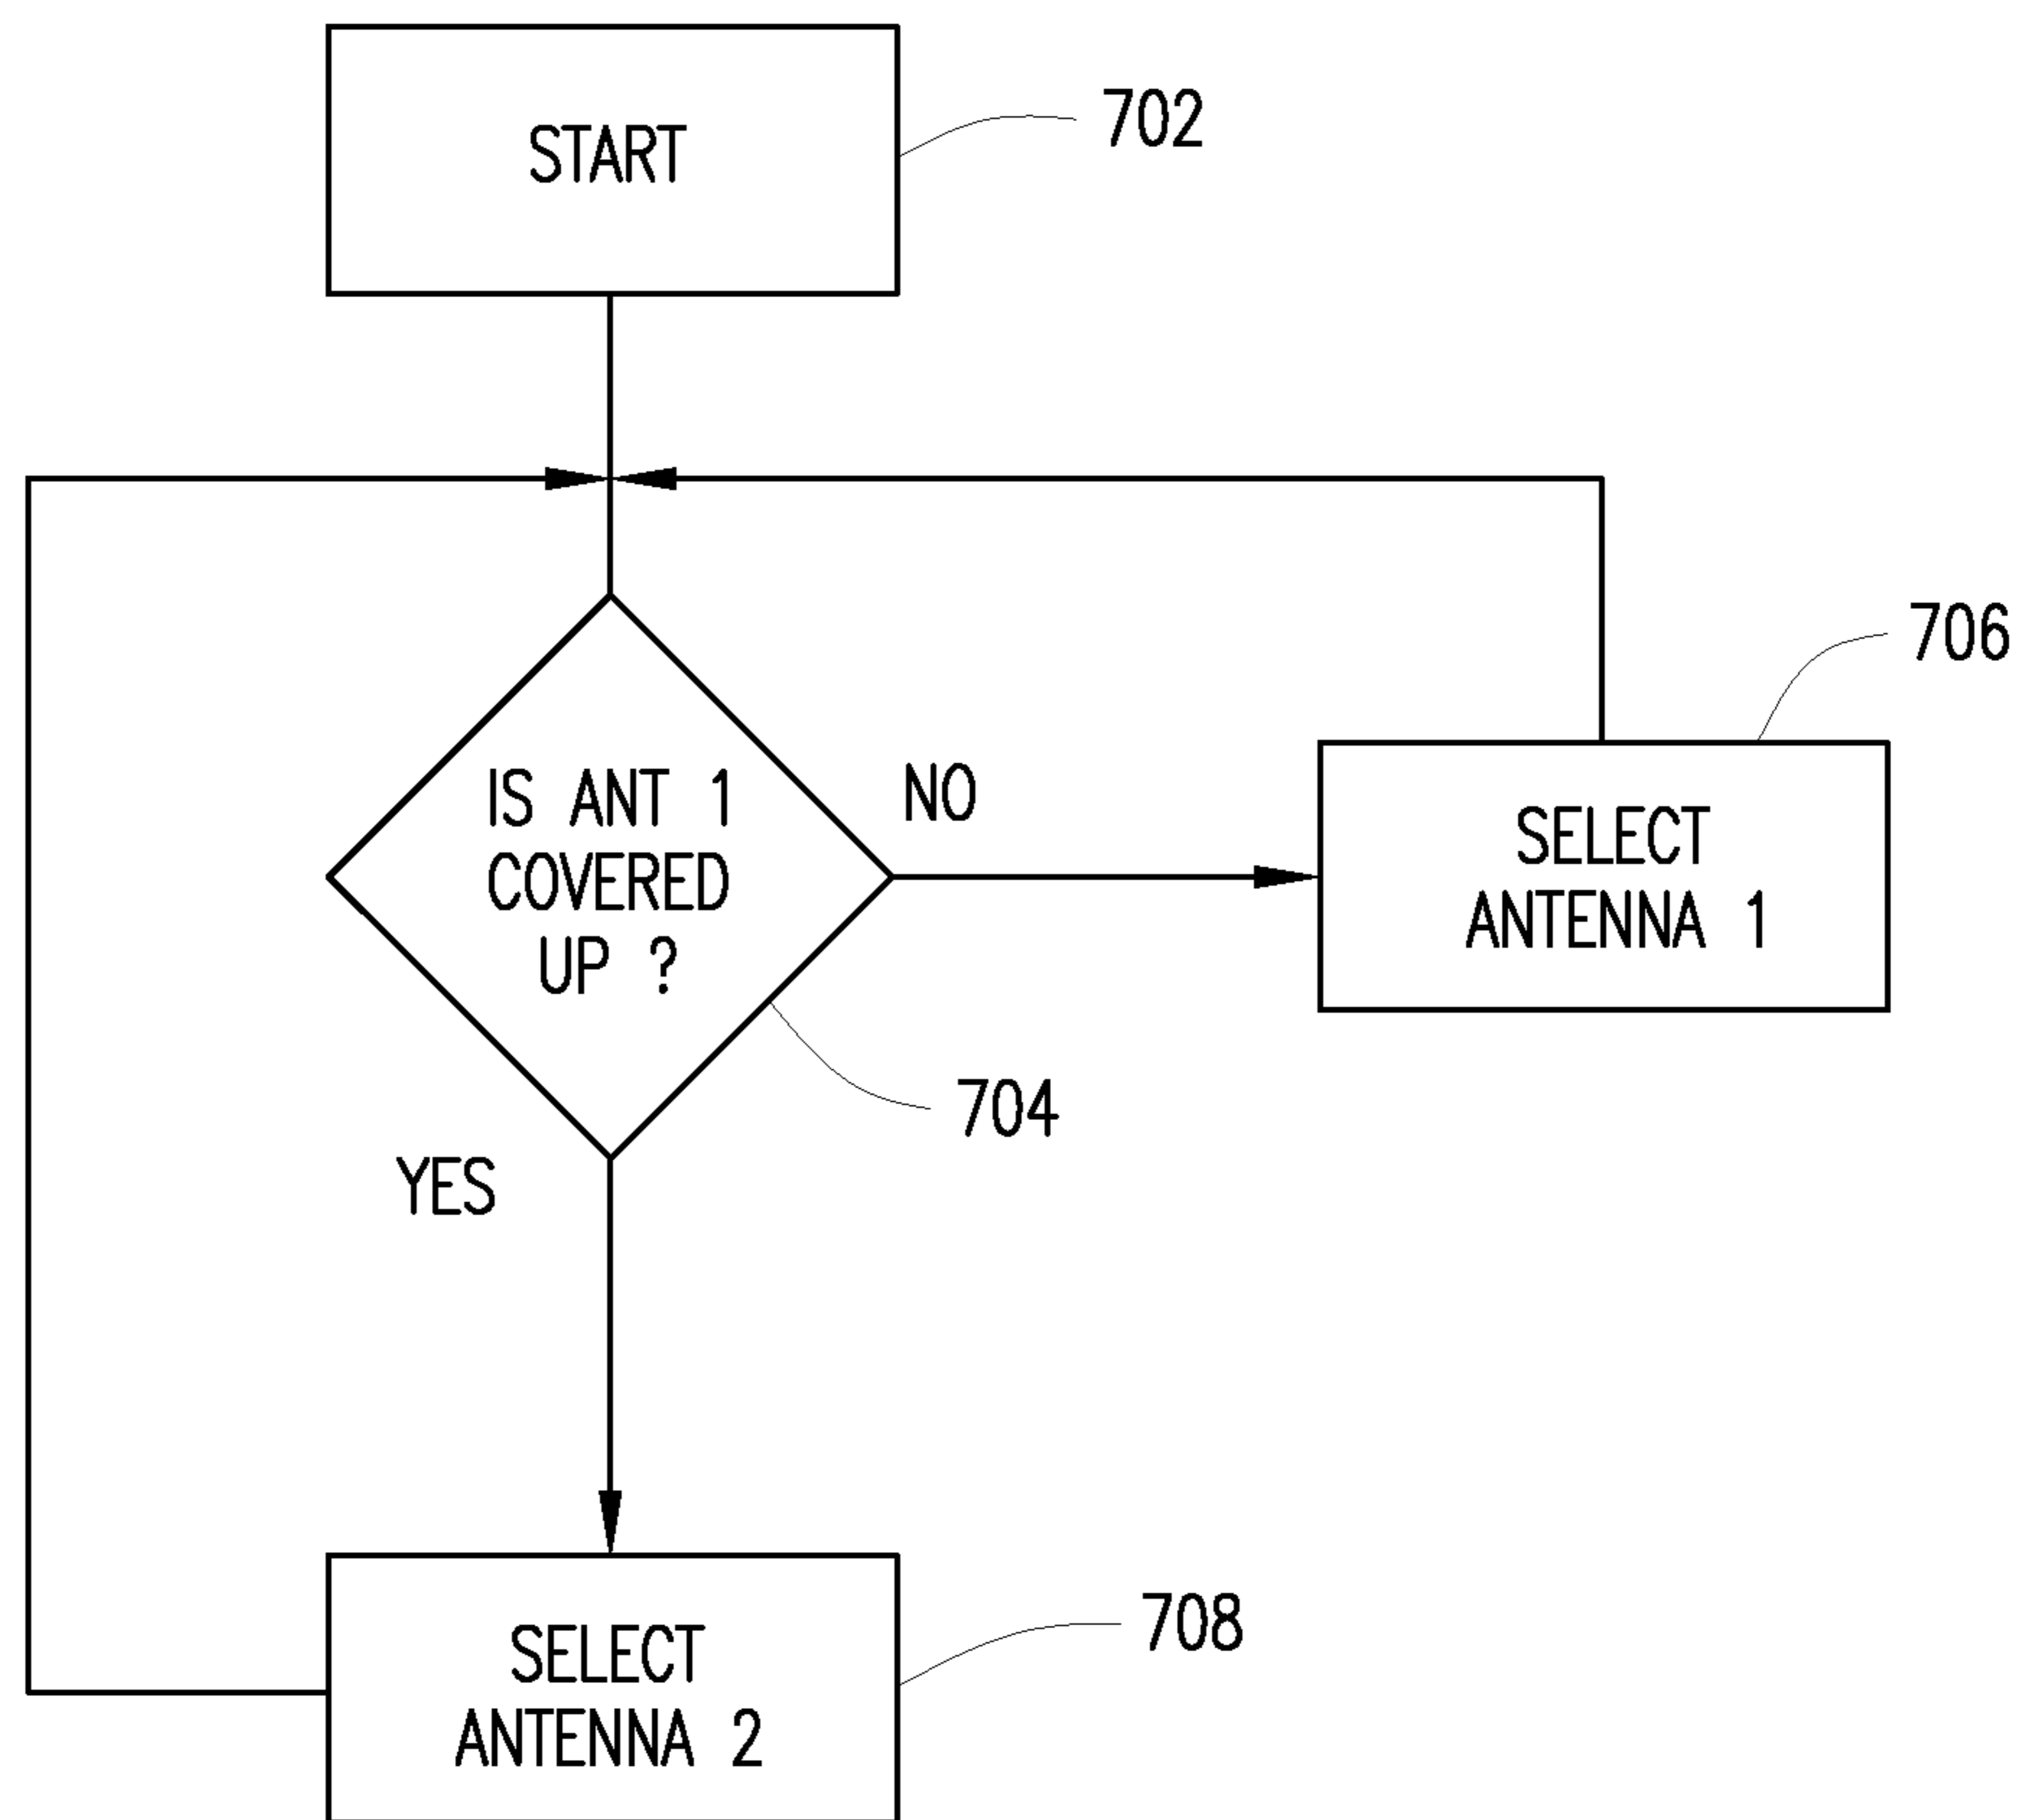 START
702
706
IS ANT 1
COVERED
UP ?
NO
SELECT
ANTENNA 1
704
YES
SELECT
ANTENNA 2
708